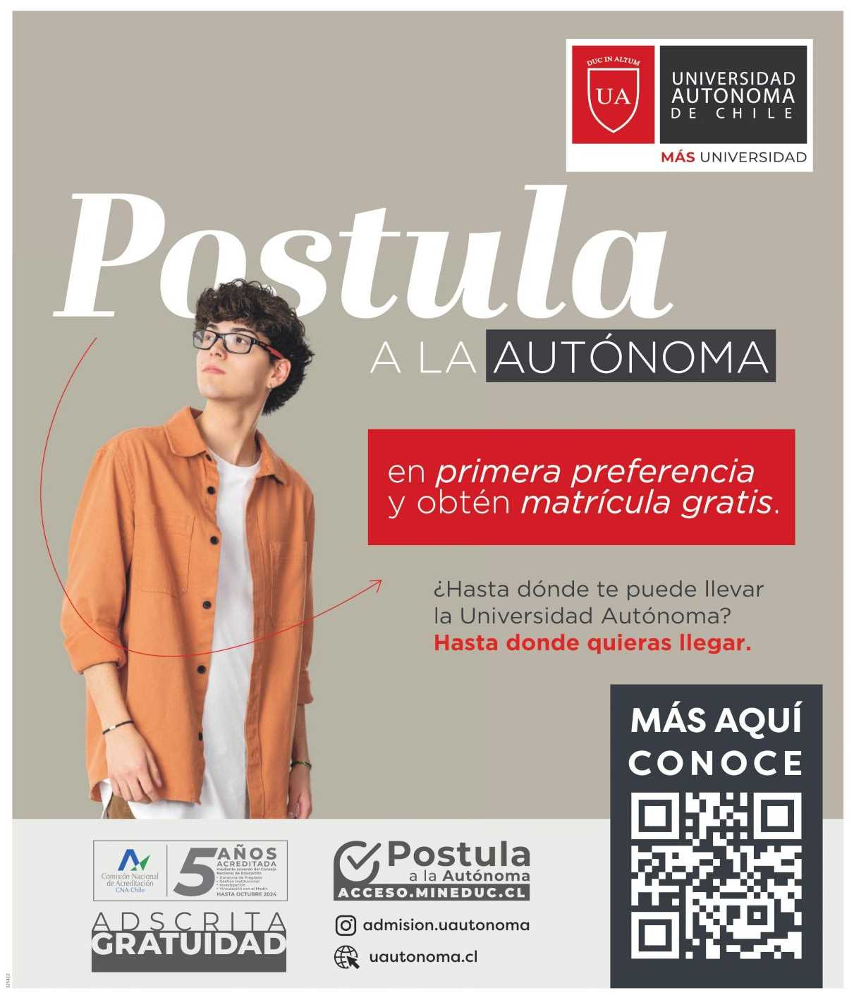 DUC IN ALTUM
UA
UNIVERSIDAD
AUTONOMA
DE CHILE
MÁS UNIVERSIDAD
Postula
A LA AUTÓNOMA
en primera preferencia
y obtén matrícula gratis.
¿Hasta dónde te puede llevar
la Universidad Autónoma?
Hasta donde quieras llegar.
MÁS AQUÍ
CONOCE
Comisión Nacional
de Acreditación
CNA-Chile
5 AÑOS
ACREDITADA
mediante acuerdo del Consejo
Nacional de Educación
• Docencia de Pregrado
• Gestión Institucional
• Investigación
• Vinculación con el Medio
HASTA OCTUBRE 2024
ADSCRITA
GRATUIDAD
Postula
a la Autónoma
ACCESO.MINEDUC.CL
admision.uautonoma
uautonoma.cl